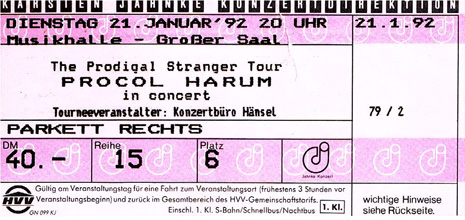 KARSTEN JAHNKE KONZERTDIREKTION
DIENSTAG 21.JANUAR'92 20 UHR 21.1.92
Musikhalle - Großer Saal
The Prodigal Stranger Tour
PROCOL HARUM
in concert
Tourneeveranstalter: Konzertbüro Hänsel
79 / 2
PARKETT RECHTS
DM Reihe Platz
40.- 15 6
Jahnke Konzert
HVV
GN 099 KJ
Gültig am Veranstaltungstag für eine Fahrt zum Veranstaltungsort (frühestens 3 Stunden vor
Veranstaltungsbeginn) und zurück im Gesamtbereich des HVV-Gemeinschaftstarifs.
Einschl. 1. Kl. S-Bahn/Schnellbus/Nachtbus 1. Kl.
wichtige Hinweise
siehe Rückseite.